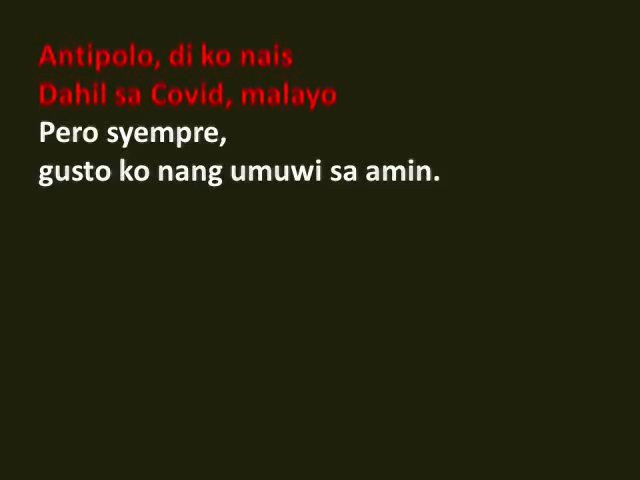 Antipolo, di ko nais
Dahil sa Covid, malayo
Pero syempre,
gusto ko nang umuwi sa amin.